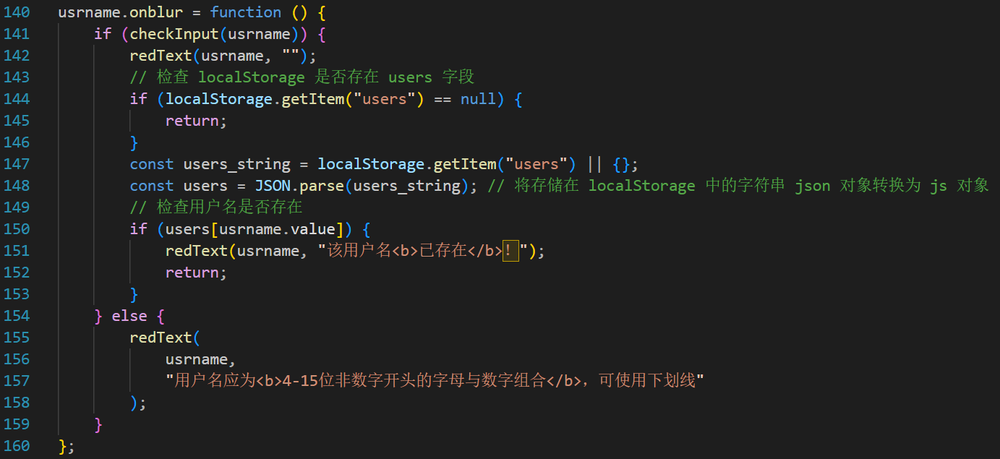 140 usrname.onblur = function () {
141     if (checkInput(usrname)) {
142         redText(usrname, "");
143         // 检查 localStorage 是否存在 users 字段
144         if (localStorage.getItem("users") == null) {
145             return;
146         }
147         const users_string = localStorage.getItem("users") || {};
148         const users = JSON.parse(users_string); // 将存储在 localStorage 中的字符串 json 对象转换为 js 对象
149         // 检查用户名是否存在
150         if (users[usrname.value]) {
151             redText(usrname, "该用户名<b>已存在</b>！");
152             return;
153         }
154     } else {
155         redText(
156             usrname,
157             "用户名应为<b>4-15位非数字开头的字母与数字组合</b>，可使用下划线"
158         );
159     }
160 };